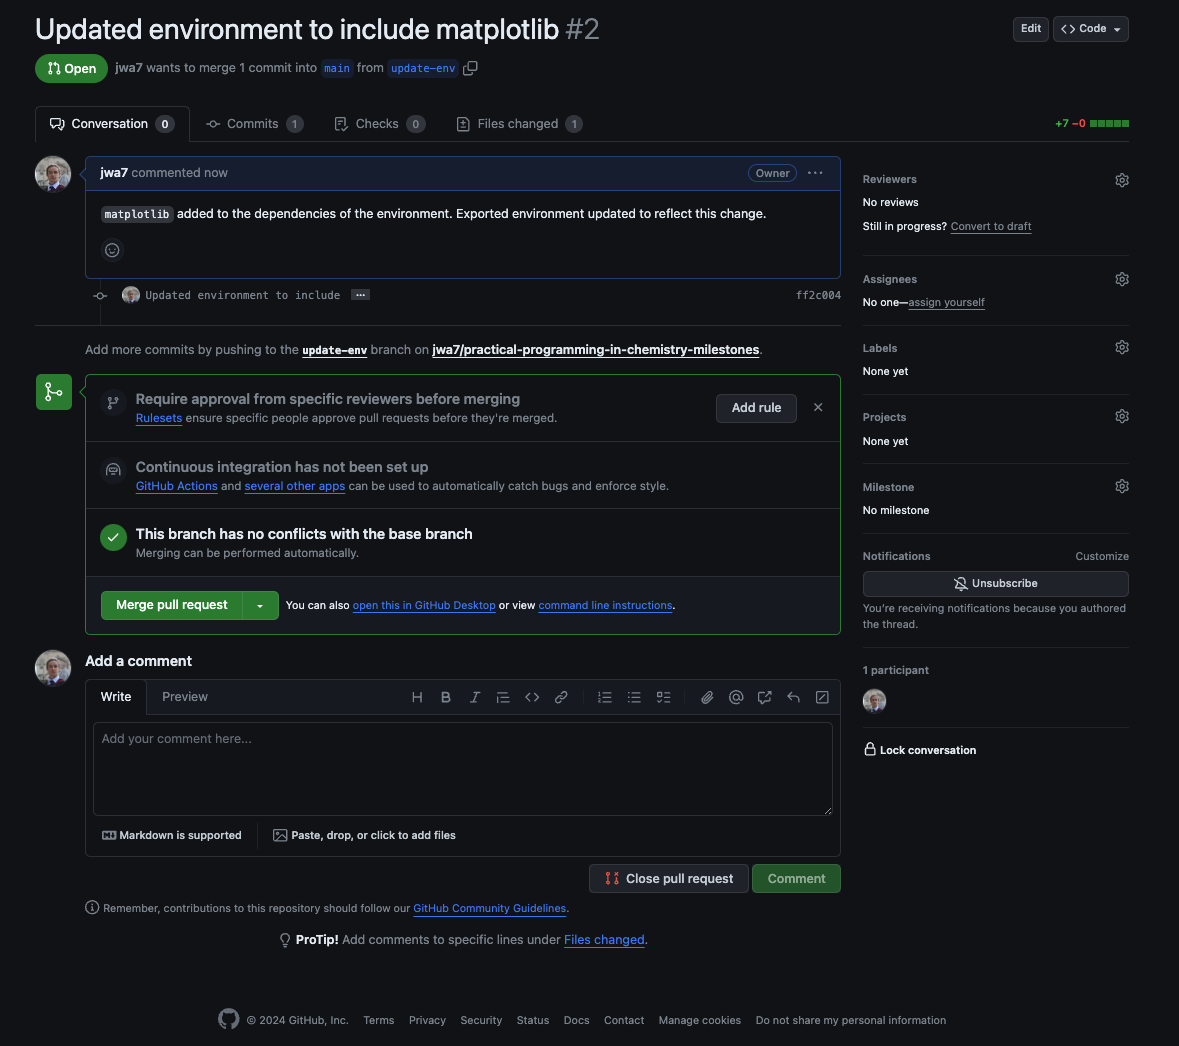 Updated environment to include matplotlib #2
Edit
Code
Open
jwa7 wants to merge 1 commit into main from update-env
Conversation 0
Commits 1
Checks 0
Files changed 1
+7 −0
jwa7 commented now
Owner
matplotlib added to the dependencies of the environment. Exported environment updated to reflect this change.
Updated environment to include ...
ff2c004
Add more commits by pushing to the update-env branch on jwa7/practical-programming-in-chemistry-milestones.
Require approval from specific reviewers before merging
Rulesets ensure specific people approve pull requests before they're merged.
Add rule
Continuous integration has not been set up
GitHub Actions and several other apps can be used to automatically catch bugs and enforce style.
This branch has no conflicts with the base branch
Merging can be performed automatically.
Merge pull request
You can also open this in GitHub Desktop or view command line instructions.
Add a comment
Write
Preview
Add your comment here...
Markdown is supported
Paste, drop, or click to add files
Close pull request
Comment
Remember, contributions to this repository should follow our GitHub Community Guidelines.
ProTip! Add comments to specific lines under Files changed.
Reviewers
No reviews
Still in progress? Convert to draft
Assignees
No one—assign yourself
Labels
None yet
Projects
None yet
Milestone
No milestone
Notifications
Customize
Unsubscribe
You're receiving notifications because you authored
the thread.
1 participant
Lock conversation
© 2024 GitHub, Inc.
Terms
Privacy
Security
Status
Docs
Contact
Manage cookies
Do not share my personal information